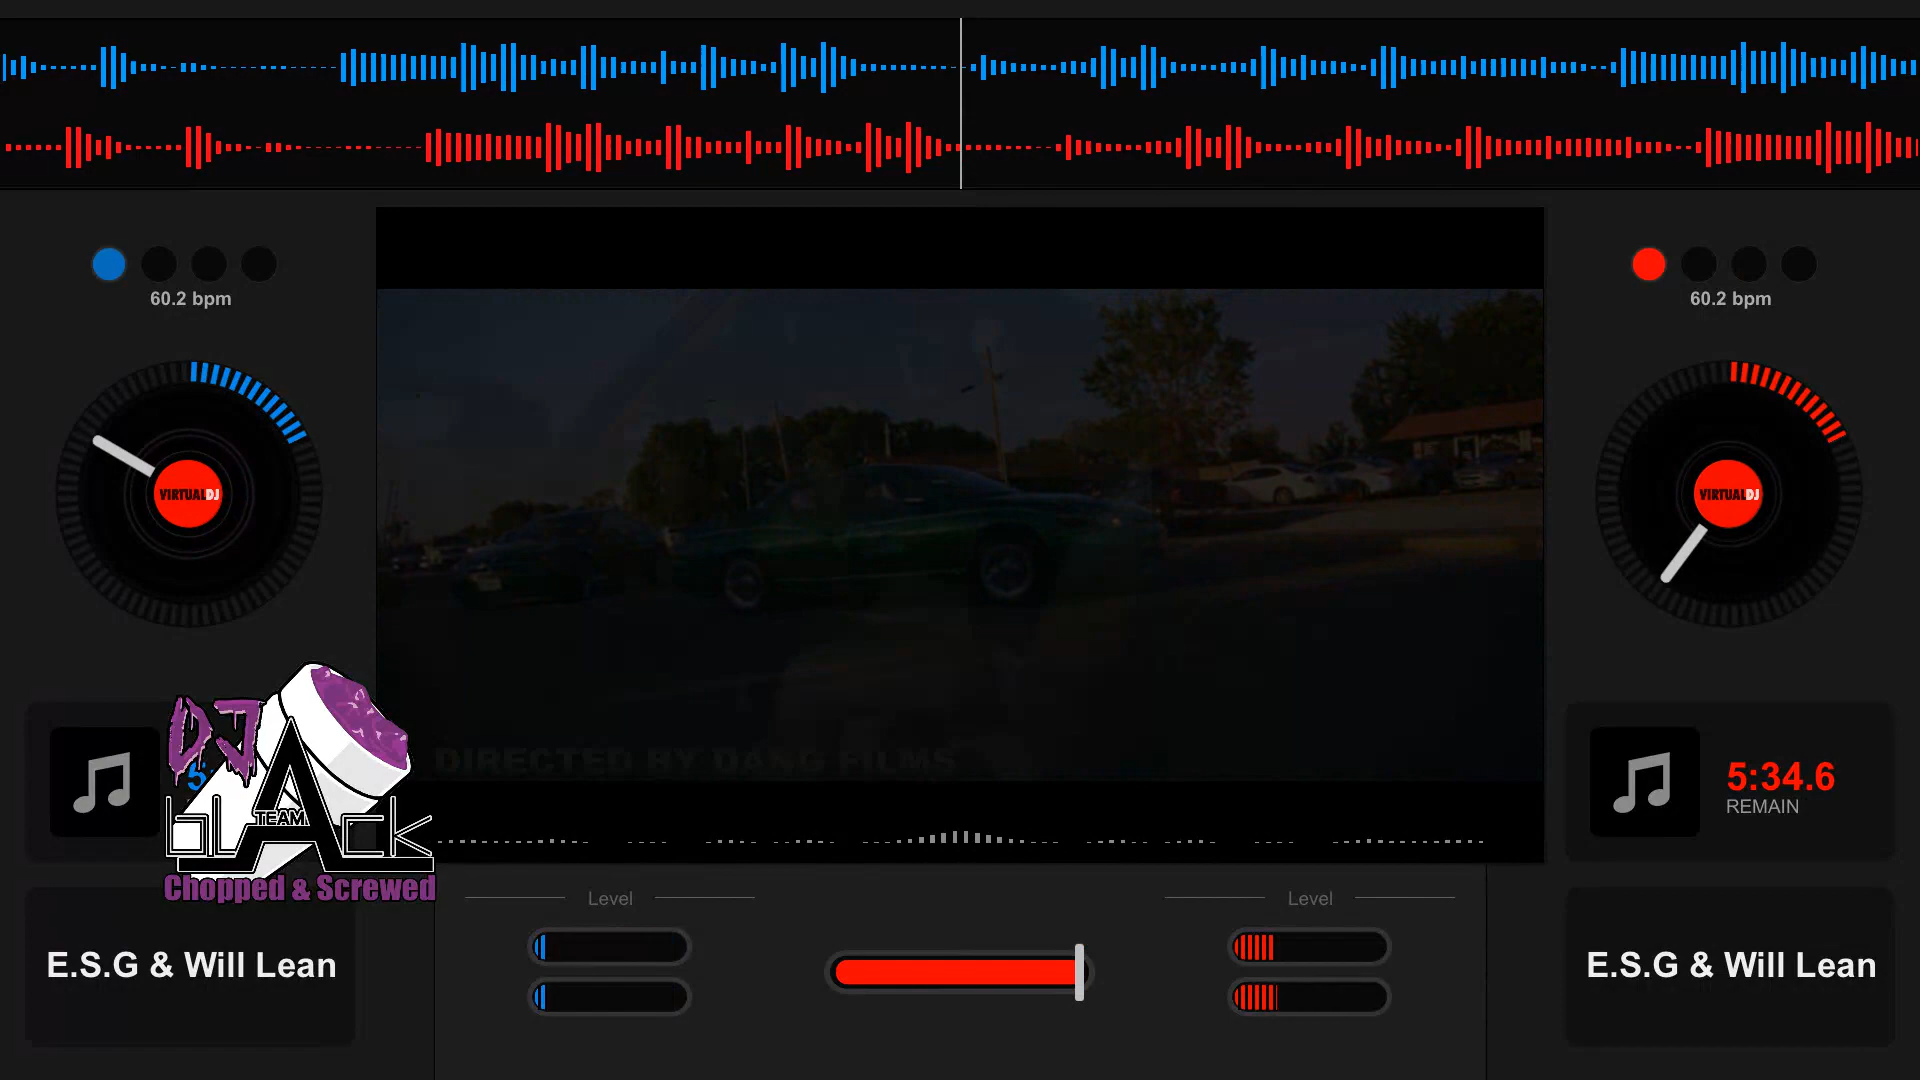 60.2 bpm
60.2 bpm
VIRTUALDJ
VIRTUALDJ
DIRECTED BY DANG FILMS
DJ
5:
blAck
TEAM
Chopped & Screwed
5:34.6
REMAIN
Level
Level
E.S.G & Will Lean
E.S.G & Will Lean